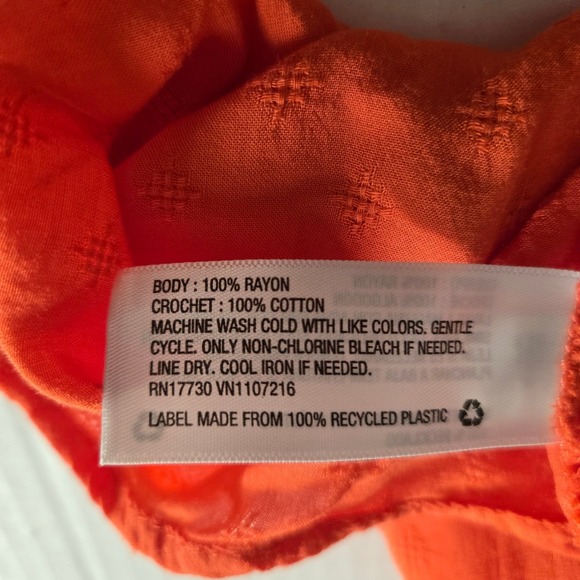 BODY : 100% RAYON
CROCHET : 100% COTTON
MACHINE WASH COLD WITH LIKE COLORS. GENTLE
CYCLE. ONLY NON-CHLORINE BLEACH IF NEEDED.
LINE DRY. COOL IRON IF NEEDED.
RN17730 VN1107216
LABEL MADE FROM 100% RECYCLED PLASTIC